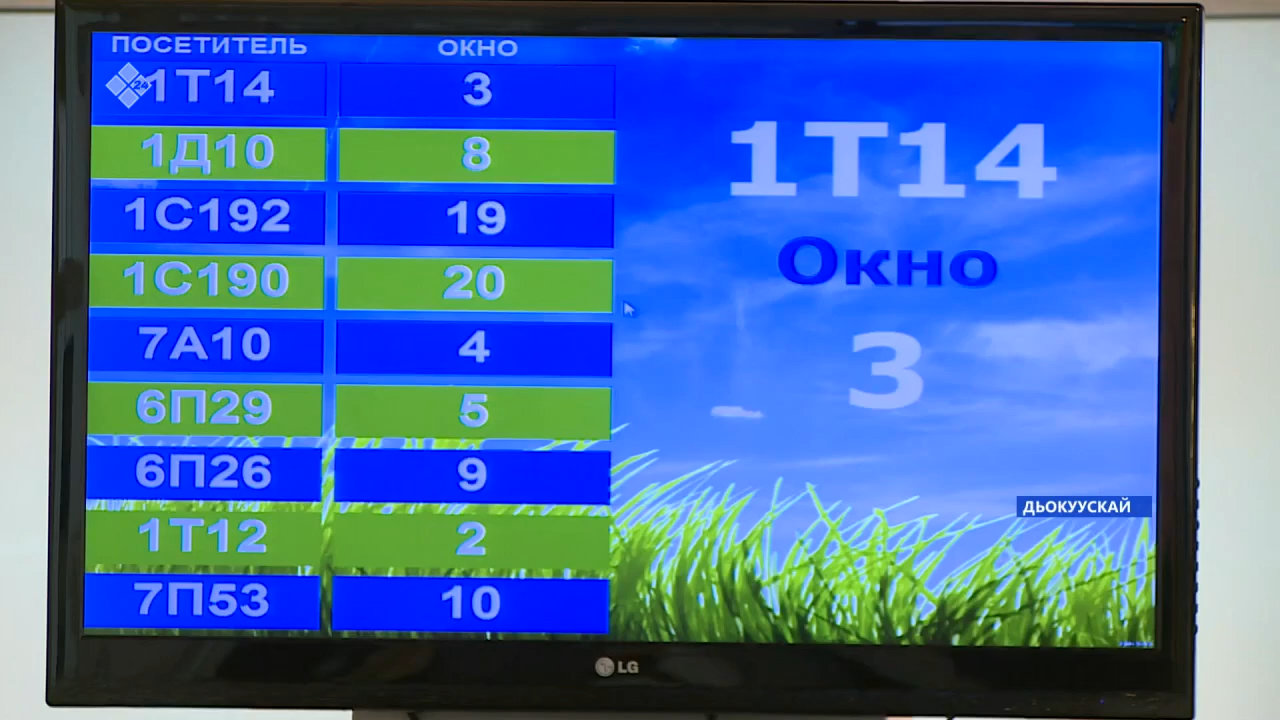 ПОСЕТИТЕЛЬ ОКНО
1Т14 3
1Д10 8
1С192 19
1С190 20
7А10 4
6П29 5
6П26 9
1Т12 2
7П53 10
1Т14
Окно
3
ДЬОКУУСКАЙ
24
LG